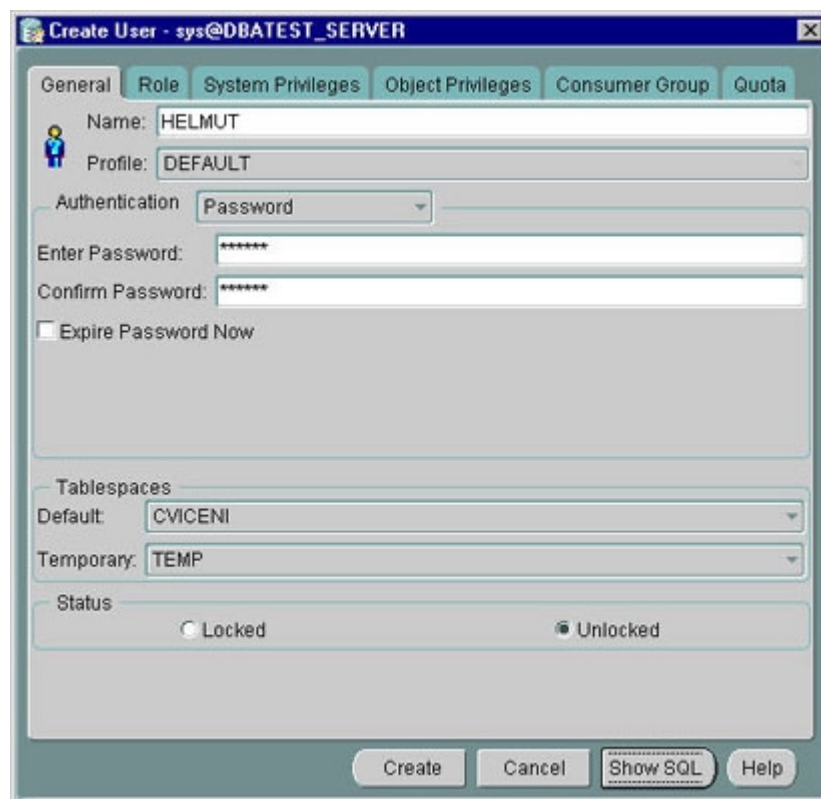 Create User - sys@DBATEST_SERVER
General Role System Privileges Object Privileges Consumer Group Quota
Name: HELMUT
Profile: DEFAULT
Authentication Password
Enter Password: ******
Confirm Password: ******
Expire Password Now
Tablespaces
Default: CVICENI
Temporary: TEMP
Status
Locked Unlocked
Create Cancel Show SQL Help